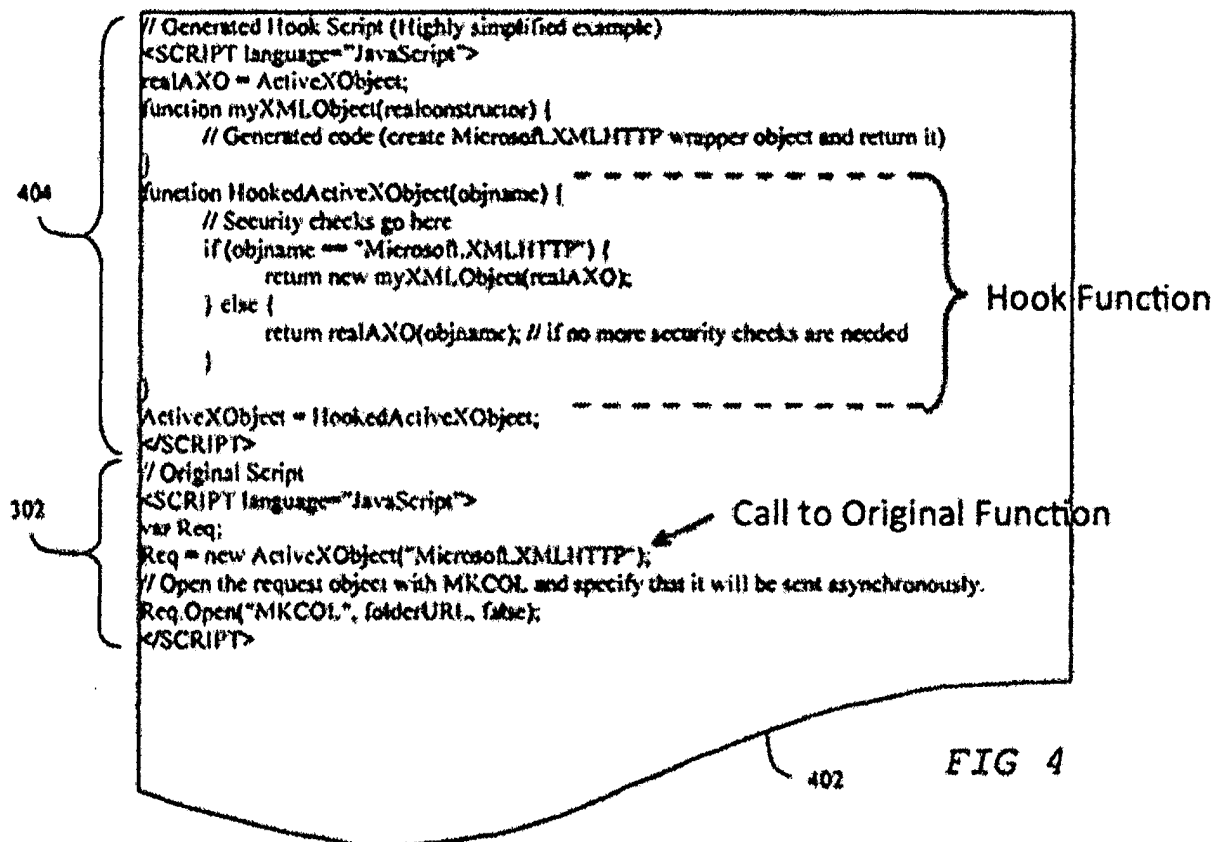 // Generated Hook Script (Highly simplified example)
<SCRIPT language="JavaScript">
realAXO = ActiveXObject;
function myXMLObject(realconstructor) {
// Generated code (create Microsoft.XMLHTTP wrapper object and return it)
}
404
function HookedActiveXObject(objname) {
// Security checks go here
if (objname == "Microsoft.XMLHTTP") {
return new myXMLObject(realAXO);
} else {
return realAXO(objname); // if no more security checks are needed
}
}
Hook Function
ActiveXObject = HookedActiveXObject;
</SCRIPT>
// Original Script
<SCRIPT language="JavaScript">
302
var Req;
Call to Original Function
Req = new ActiveXObject("Microsoft.XMLHTTP");
// Open the request object with MKCOL and specify that it will be sent asynchronously.
Req.Open("MKCOL", folderURL, false);
</SCRIPT>
402
FIG 4